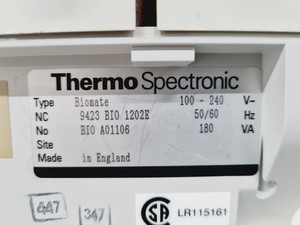 Thermo Spectronic
Type Biomate 100 - 240 V~
NC 9423 BIO 1202E 50/60 Hz
No BIO A01106 180 VA
Site
Made in England
447
347
SA LR115161